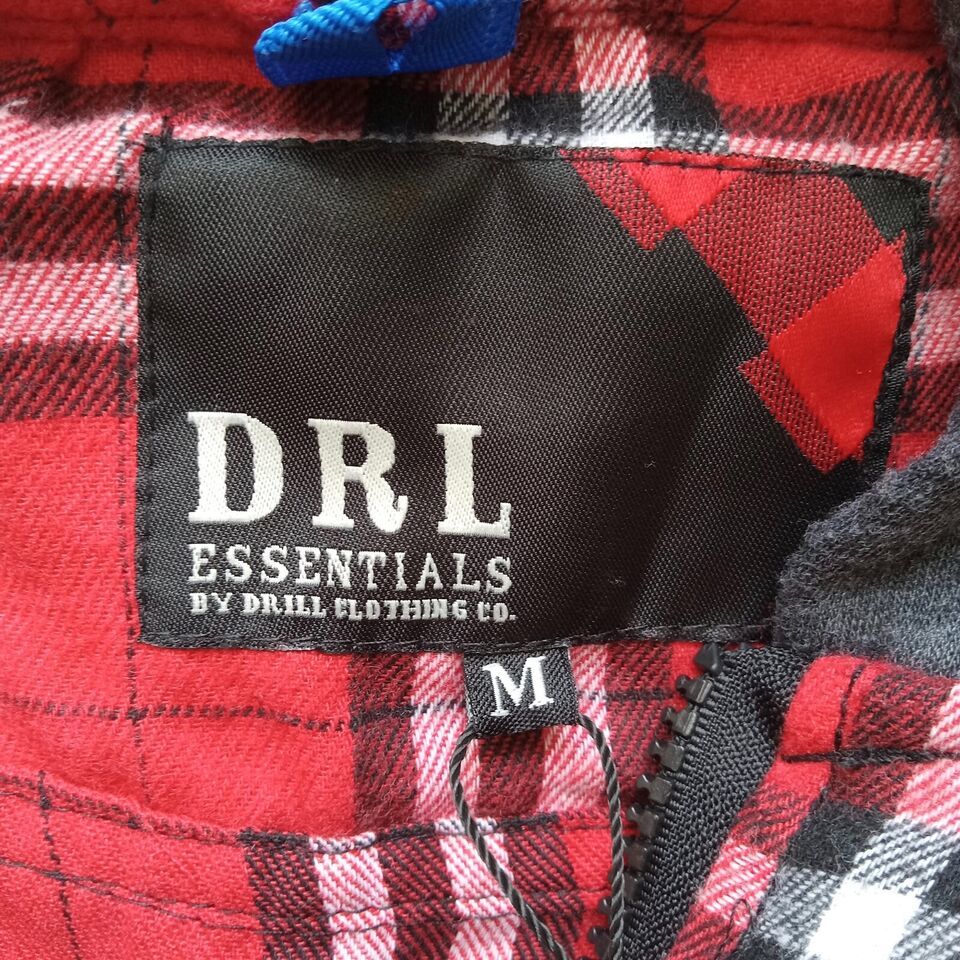 DRL
ESSENTIALS
BY DRILL CLOTHING CO.
M